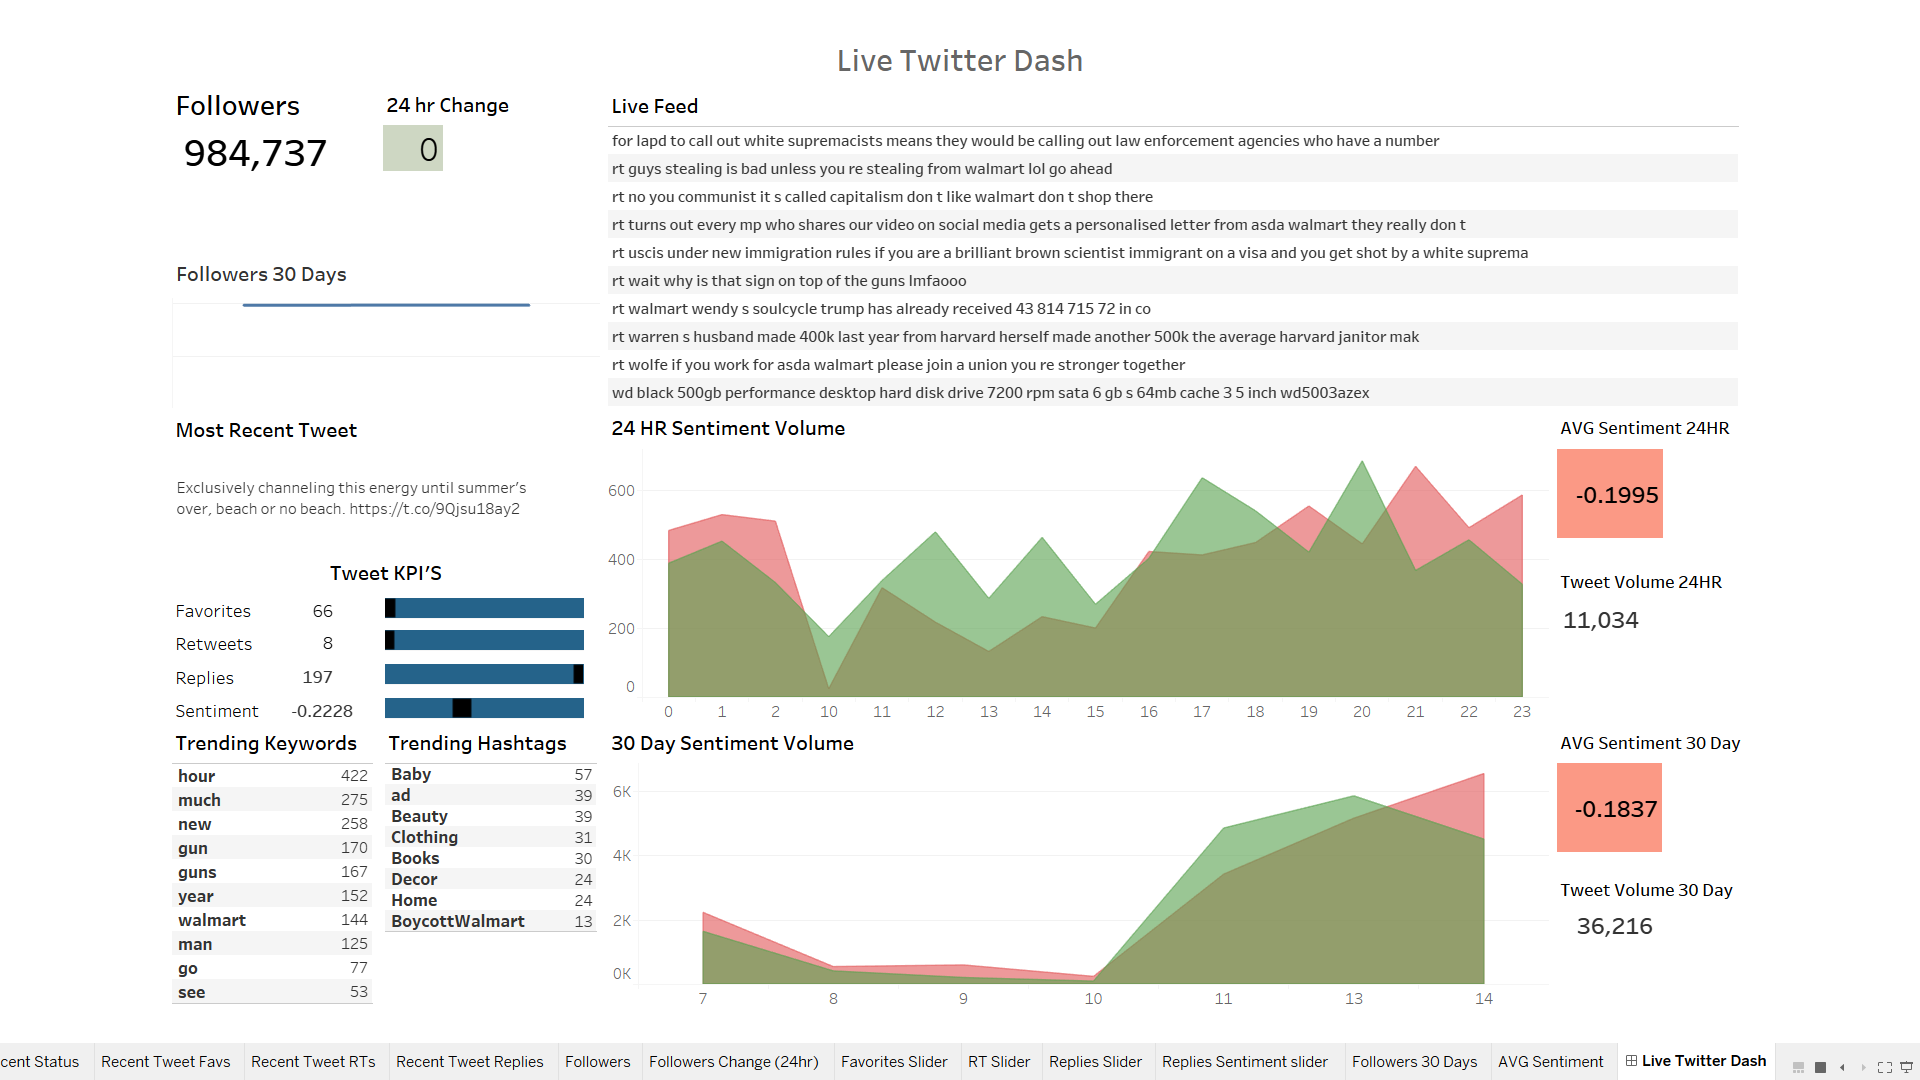 Live Twitter Dash
Followers
984,737
24 hr Change
0
Followers 30 Days
Live Feed
for lapd to call out white supremacists means they would be calling out law enforcement agencies who have a number
rt guys stealing is bad unless you re stealing from walmart lol go ahead
rt no you communist it s called capitalism don t like walmart don t shop there
rt turns out every mp who shares our video on social media gets a personalised letter from asda walmart they really don t
rt uscis under new immigration rules if you are a brilliant brown scientist immigrant on a visa and you get shot by a white suprema
rt wait why is that sign on top of the guns lmfaooo
rt walmart wendy s soulcycle trump has already received 43 814 715 72 in co
rt warren s husband made 400k last year from harvard herself made another 500k the average harvard janitor mak
rt wolfe if you work for asda walmart please join a union you re stronger together
wd black 500gb performance desktop hard disk drive 7200 rpm sata 6 gb s 64mb cache 3 5 inch wd5003azex
Most Recent Tweet
Exclusively channeling this energy until summer's
over, beach or no beach. https://t.co/9Qjsu18ay2
Tweet KPI'S
Favorites 66
Retweets 8
Replies 197
Sentiment -0.2228
24 HR Sentiment Volume
600
400
200
0
0 1 2 10 11 12 13 14 15 16 17 18 19 20 21 22 23
AVG Sentiment 24HR
-0.1995
Tweet Volume 24HR
11,034
Trending Keywords
hour 422
much 275
new 258
gun 170
guns 167
year 152
walmart 144
man 125
go 77
see 53
Trending Hashtags
Baby 57
ad 39
Beauty 39
Clothing 31
Books 30
Decor 24
Home 24
BoycottWalmart 13
30 Day Sentiment Volume
6K
4K
2K
0K
7 8 9 10 11 13 14
AVG Sentiment 30 Day
-0.1837
Tweet Volume 30 Day
36,216
cent Status Recent Tweet Favs Recent Tweet RTs Recent Tweet Replies Followers Followers Change (24hr) Favorites Slider RT Slider Replies Slider Replies Sentiment slider Followers 30 Days AVG Sentiment Live Twitter Dash